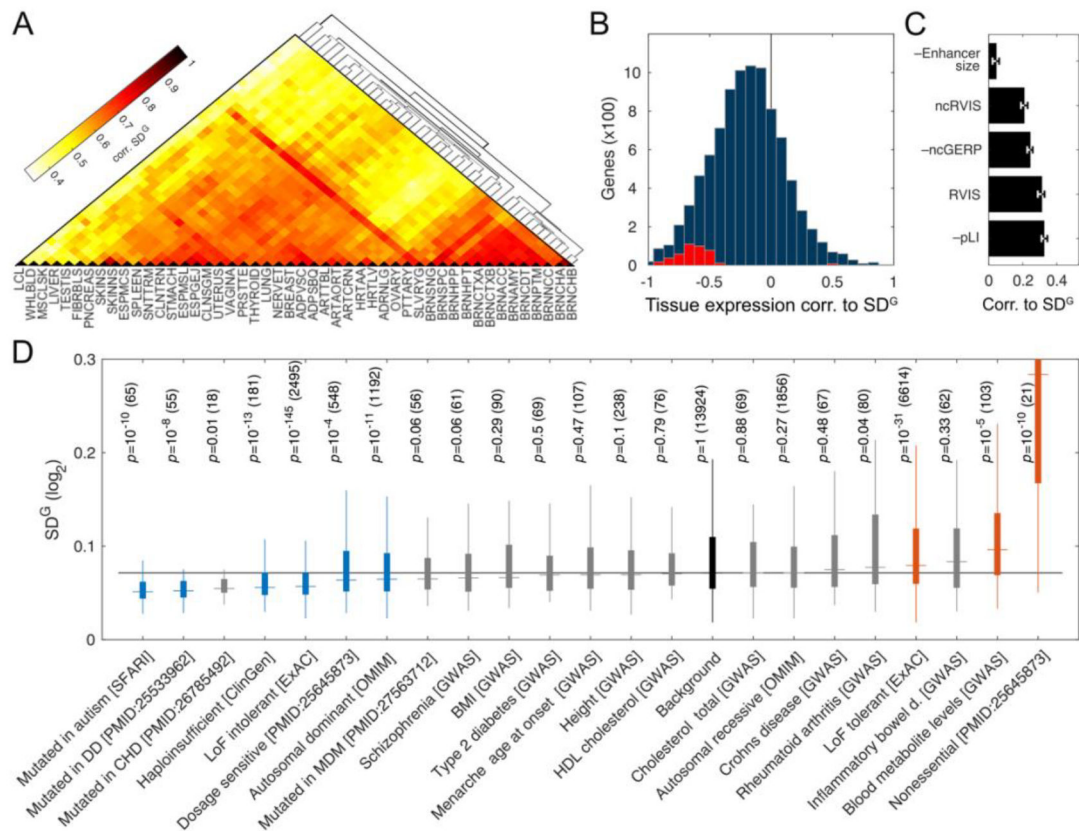 A
1
0.9
0.8
0.7
0.6
0.5
0.4
corr. SDᴳ
LCL
WHLBLD
MSCLSK
LIVER
TESTIS
FIBRBLS
PNCREAS
SKINS
SKINNS
ESPMCS
SPLEEN
SNTTRM
CLNTRN
STMACH
ESPMSL
ESPGEJ
CLNSGM
UTERUS
VAGINA
PRSTTE
THYROID
LUNG
NERVET
BREAST
ADPVSC
ADPSBQ
ARTTBL
ARTAORT
ARTCRN
HRTAA
HRTLV
ADRNLG
OVARY
PTTARY
SLVRYG
BRNSNG
BRNSPC
BRNHPP
BRNHPT
BRNCTXA
BRNCTXB
BRNACC
BRNAMY
BRNCDT
BRNPTM
BRNNCC
BRNCHA
BRNCHB
B
Genes (x100)
10
8
6
4
2
0
-1 -0.5 0 0.5 1
Tissue expression corr. to SDᴳ
C
–Enhancer
size
ncRVIS
–ncGERP
RVIS
–pLI
0 0.5
Corr. to SDᴳ
D
SDᴳ (log₂)
0.3
0.2
0.1
0
p=10⁻¹⁰ (65)
p=10⁻⁸ (55)
p=0.01 (18)
p=10⁻¹³ (181)
p=10⁻¹⁴⁵ (2495)
p=10⁻⁴ (548)
p=10⁻¹¹ (1192)
p=0.06 (56)
p=0.06 (61)
p=0.29 (90)
p=0.5 (69)
p=0.47 (107)
p=0.1 (238)
p=0.79 (76)
p=1 (13924)
p=0.88 (69)
p=0.27 (1856)
p=0.48 (67)
p=0.04 (80)
p=10⁻³¹ (6614)
p=0.33 (62)
p=10⁻⁵ (103)
p=10⁻¹⁰ (21)
Mutated in autism [SFARI]
Mutated in DD [PMID:25533962]
Mutated in CHD [PMID:26785492]
Haploinsufficient [ClinGen]
LoF intolerant [ExAC]
Dosage sensitive [PMID:25645873]
Autosomal dominant [OMIM]
Mutated in MDM [PMID:27563712]
Schizophrenia [GWAS]
BMI [GWAS]
Type 2 diabetes [GWAS]
Menarche age at onset [GWAS]
Height [GWAS]
HDL cholesterol [GWAS]
Background
Cholesterol total [GWAS]
Autosomal recessive [OMIM]
Crohns disease [GWAS]
Rheumatoid arthritis [GWAS]
LoF tolerant [ExAC]
Inflammatory bowel d. [GWAS]
Blood metabolite levels [GWAS]
Nonessential [PMID:25645873]